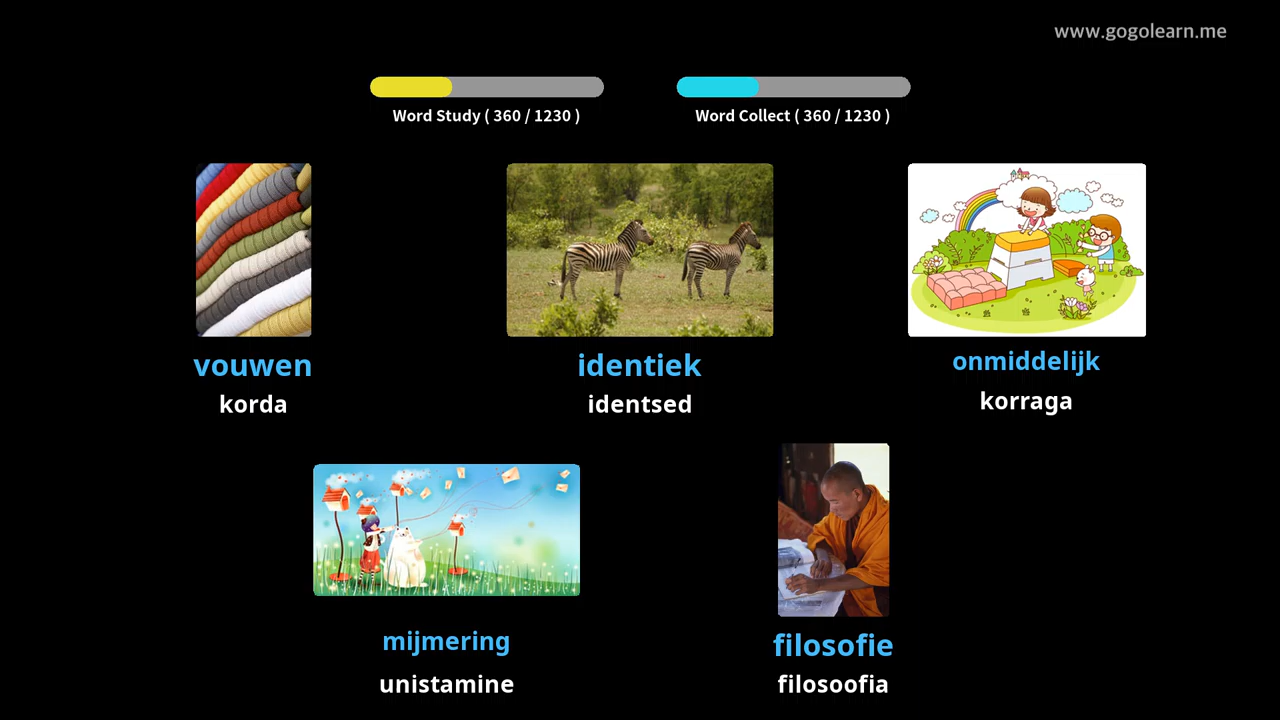 www.gogolearn.me
Word Study ( 360 / 1230 )
Word Collect ( 360 / 1230 )
vouwen
korda
identiek
identsed
onmiddelijk
korraga
mijmering
unistamine
filosofie
filosoofia